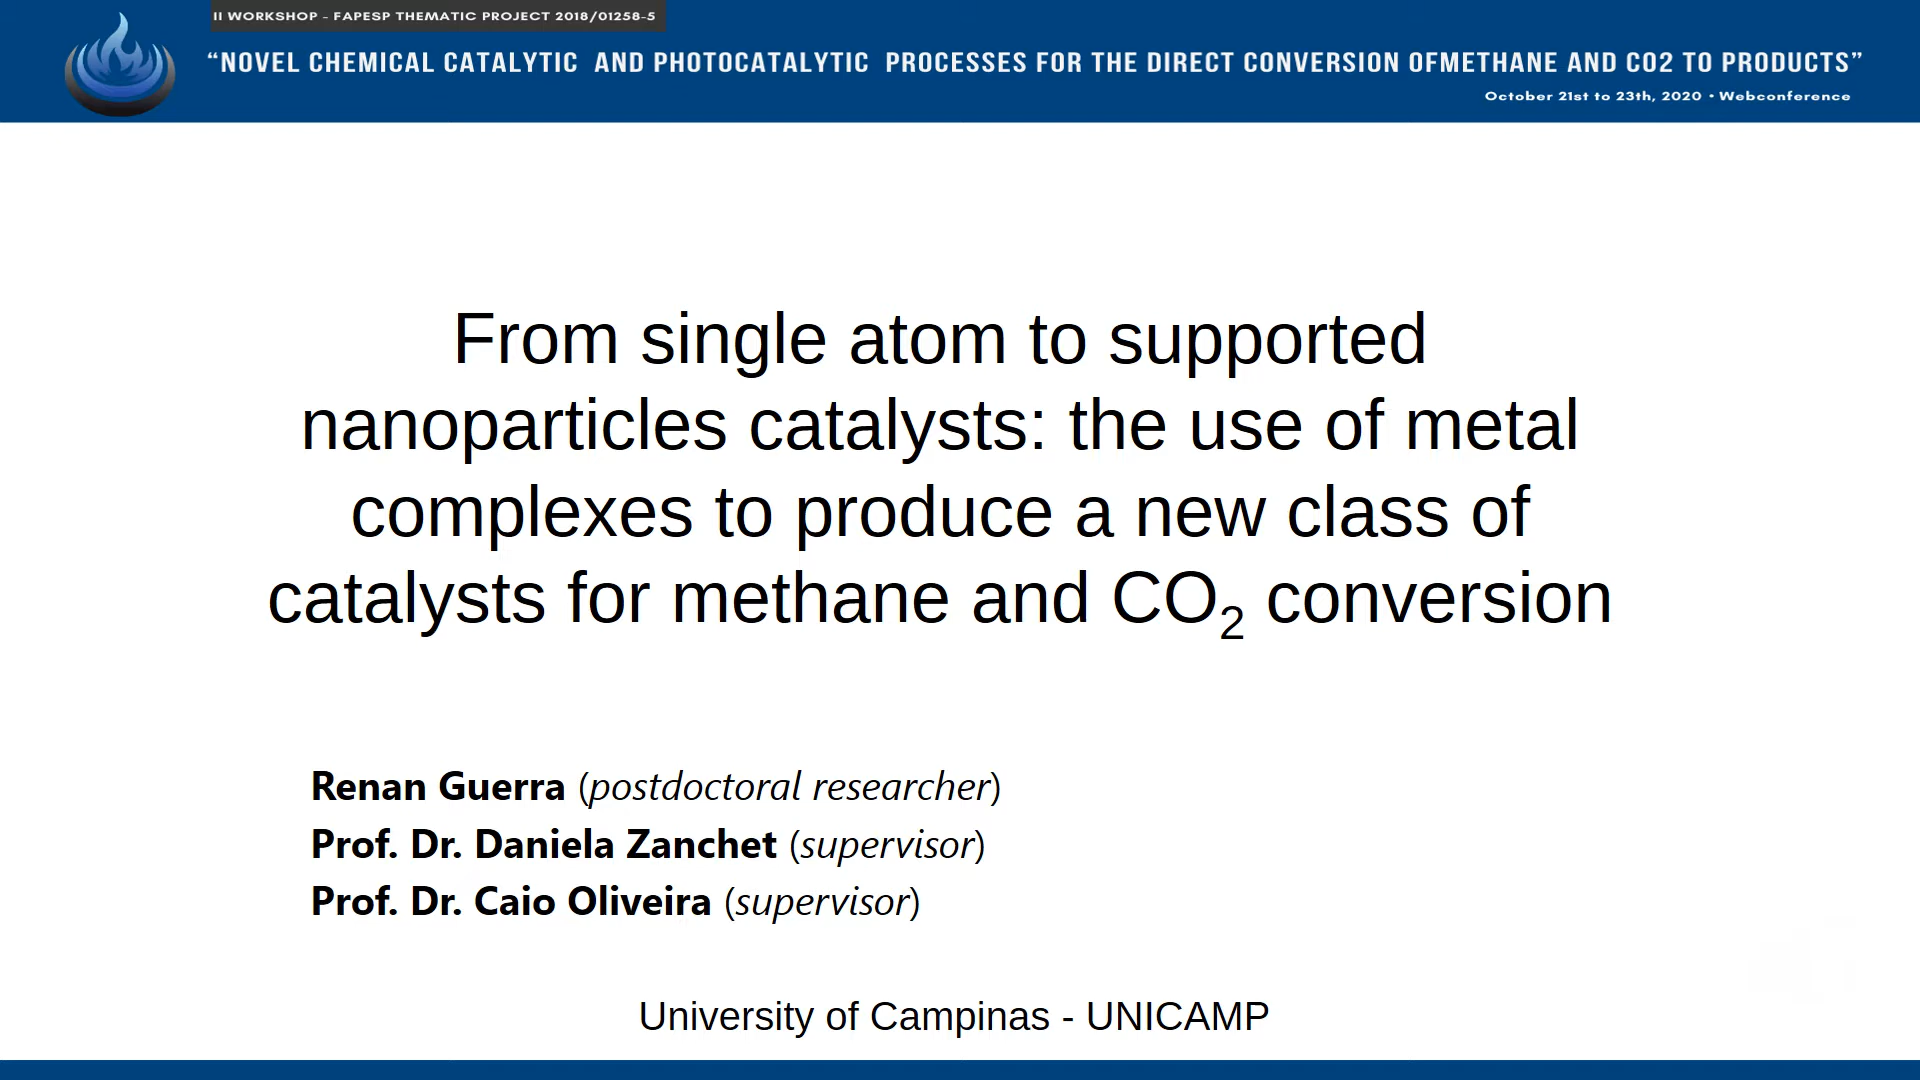 II WORKSHOP - FAPESP THEMATIC PROJECT 2018/01258-5
“NOVEL CHEMICAL CATALYTIC AND PHOTOCATALYTIC PROCESSES FOR THE DIRECT CONVERSION OFMETHANE AND CO2 TO PRODUCTS”
October 21st to 23th, 2020 • Webconference
From single atom to supported
nanoparticles catalysts: the use of metal
complexes to produce a new class of
catalysts for methane and CO₂ conversion
Renan Guerra (postdoctoral researcher)
Prof. Dr. Daniela Zanchet (supervisor)
Prof. Dr. Caio Oliveira (supervisor)
University of Campinas - UNICAMP